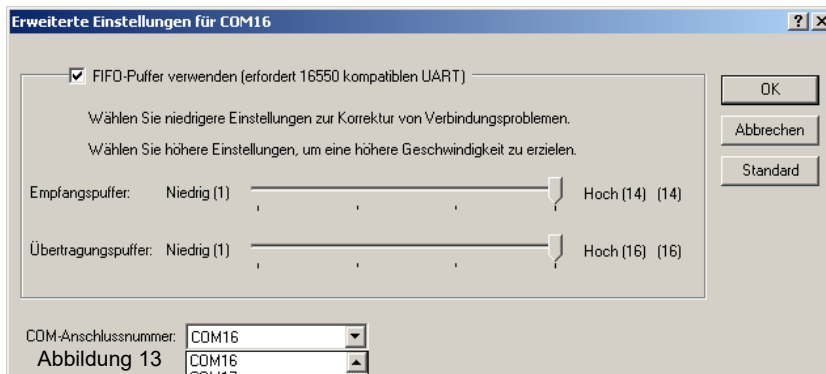 Erweiterte Einstellungen für COM16
FIFO-Puffer verwenden (erfordert 16550 kompatiblen UART)
OK
Wählen Sie niedrigere Einstellungen zur Korrektur von Verbindungsproblemen.
Abbrechen
Wählen Sie höhere Einstellungen, um eine höhere Geschwindigkeit zu erzielen.
Standard
Empfangspuffer: Niedrig (1) Hoch (14) (14)
Übertragungspuffer: Niedrig (1) Hoch (16) (16)
COM-Anschlussnummer: COM16
Abbildung 13 COM16